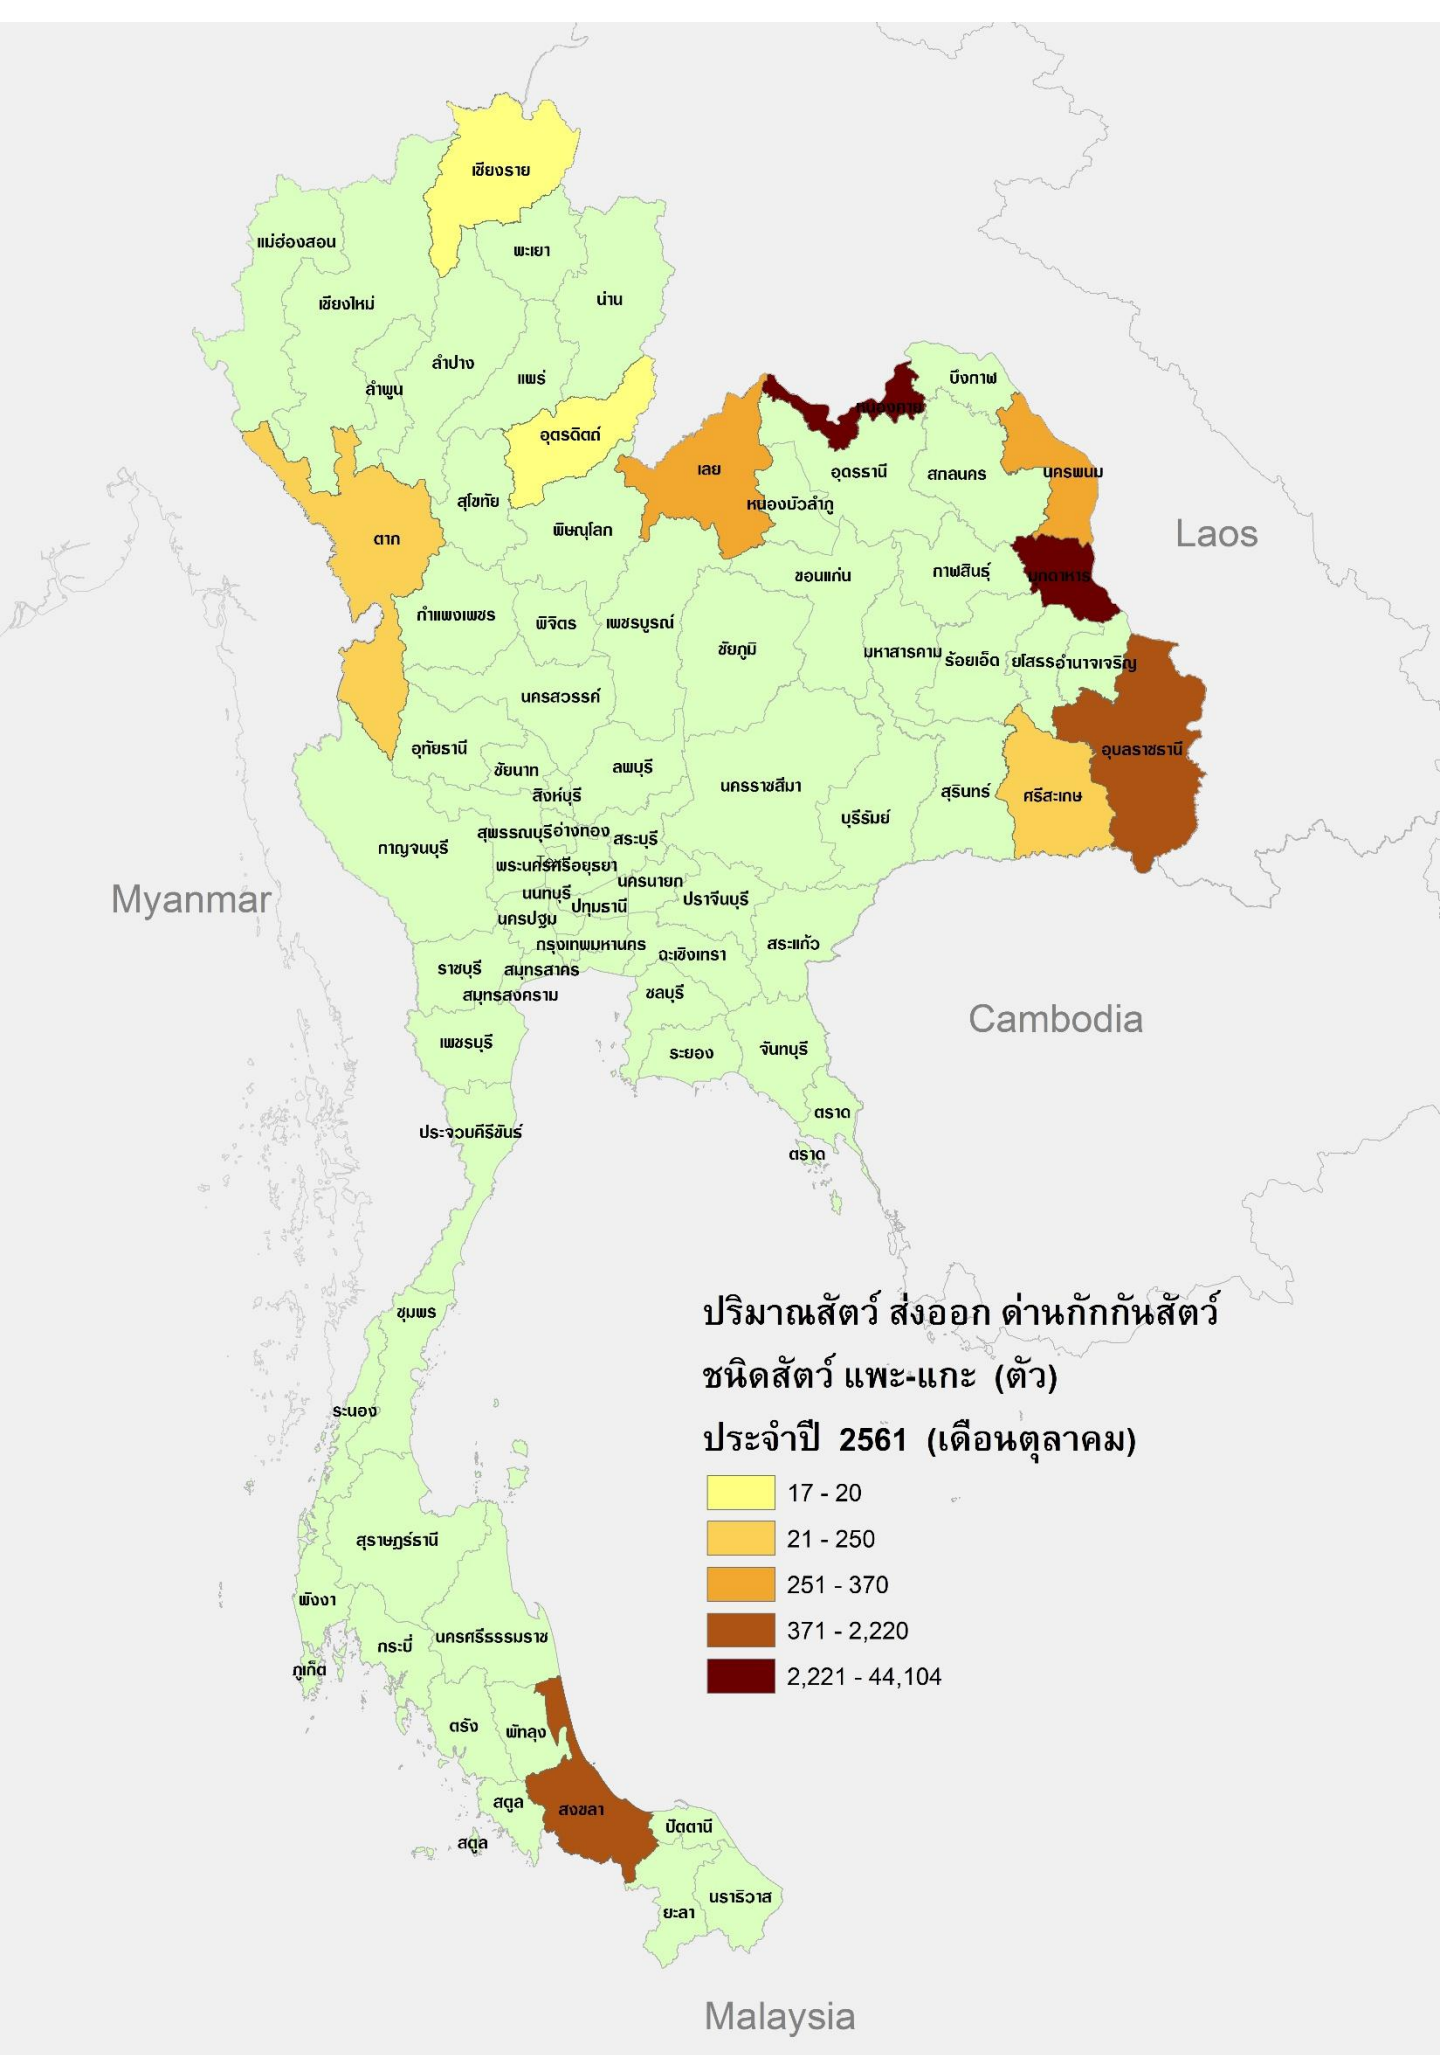 เชียงราย
แม่ฮ่องสอน
พะเยา
เชียงใหม่
น่าน
ลำปาง
แพร่
ลำพูน
บึงกาฬ
หนองคาย
อุตรดิตถ์
เลย
อุดรธานี
สกลนคร
นครพนม
สุโขทัย
หนองบัวลำภู
ตาก
พิษณุโลก
Laos
ขอนแก่น
กาฬสินธุ์
มุกดาหาร
กำแพงเพชร
พิจิตร
เพชรบูรณ์
ชัยภูมิ
มหาสารคาม
ร้อยเอ็ด
ยโสธร
อำนาจเจริญ
นครสวรรค์
อุทัยธานี
ชัยนาท
ลพบุรี
นครราชสีมา
อุบลราชธานี
สิงห์บุรี
สุรินทร์
ศรีสะเกษ
บุรีรัมย์
สุพรรณบุรี
อ่างทอง
สระบุรี
กาญจนบุรี
พระนครศรีอยุธยา
นครนายก
Myanmar
นนทบุรี
ปทุมธานี
ปราจีนบุรี
นครปฐม
กรุงเทพมหานคร
ฉะเชิงเทรา
สระแก้ว
ราชบุรี
สมุทรสาคร
สมุทรสงคราม
ชลบุรี
Cambodia
เพชรบุรี
ระยอง
จันทบุรี
ตราด
ประจวบคีรีขันธ์
ตราด
ชุมพร
ปริมาณสัตว์ ส่งออก ด่านกักกันสัตว์
ชนิดสัตว์ แพะ-แกะ (ตัว)
ประจำปี 2561 (เดือนตุลาคม)
17 - 20
21 - 250
251 - 370
371 - 2,220
2,221 - 44,104
ระนอง
สุราษฎร์ธานี
พังงา
กระบี่
นครศรีธรรมราช
ภูเก็ต
ตรัง
พัทลุง
สตูล
สงขลา
ปัตตานี
สตูล
นราธิวาส
ยะลา
Malaysia